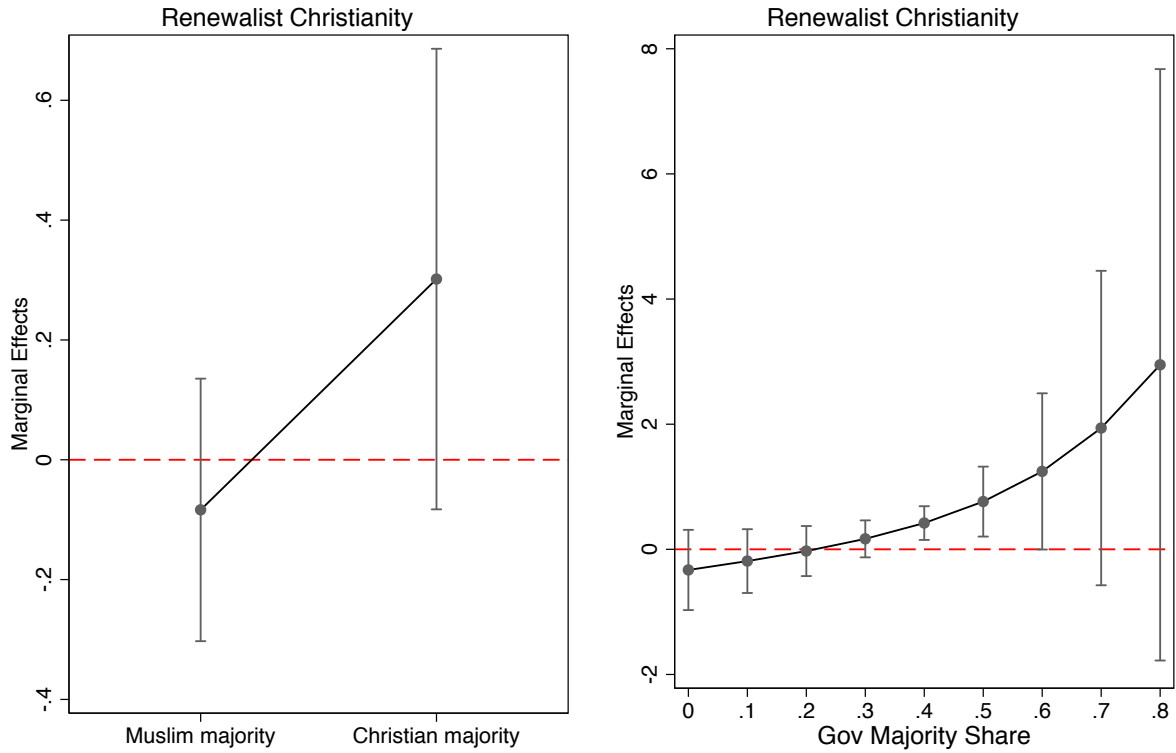 Renewalist Christianity
Marginal Effects
.6
.4
.2
0
-.2
-.4
Muslim majority Christian majority
Renewalist Christianity
Marginal Effects
8
6
4
2
0
-2
0 .1 .2 .3 .4 .5 .6 .7 .8
Gov Majority Share